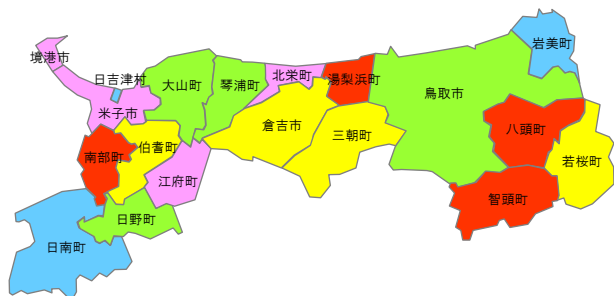 境港市
日吉津村
米子市
大山町
琴浦町
北栄町
湯梨浜町
鳥取市
岩美町
八頭町
若桜町
智頭町
三朝町
倉吉市
伯耆町
南部町
江府町
日野町
日南町